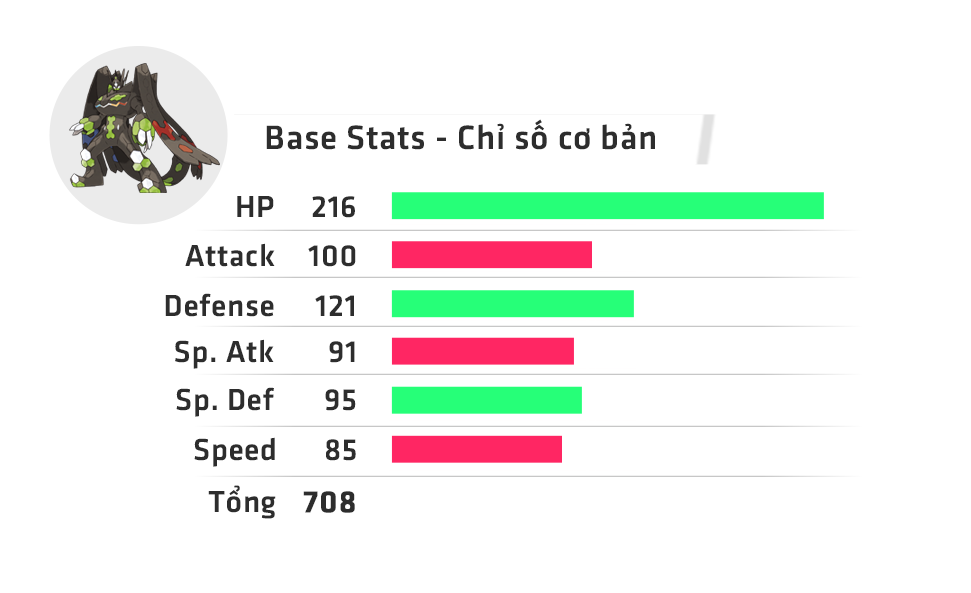 Base Stats - Chỉ số cơ bản
HP 216
Attack 100
Defense 121
Sp. Atk 91
Sp. Def 95
Speed 85
Tổng 708